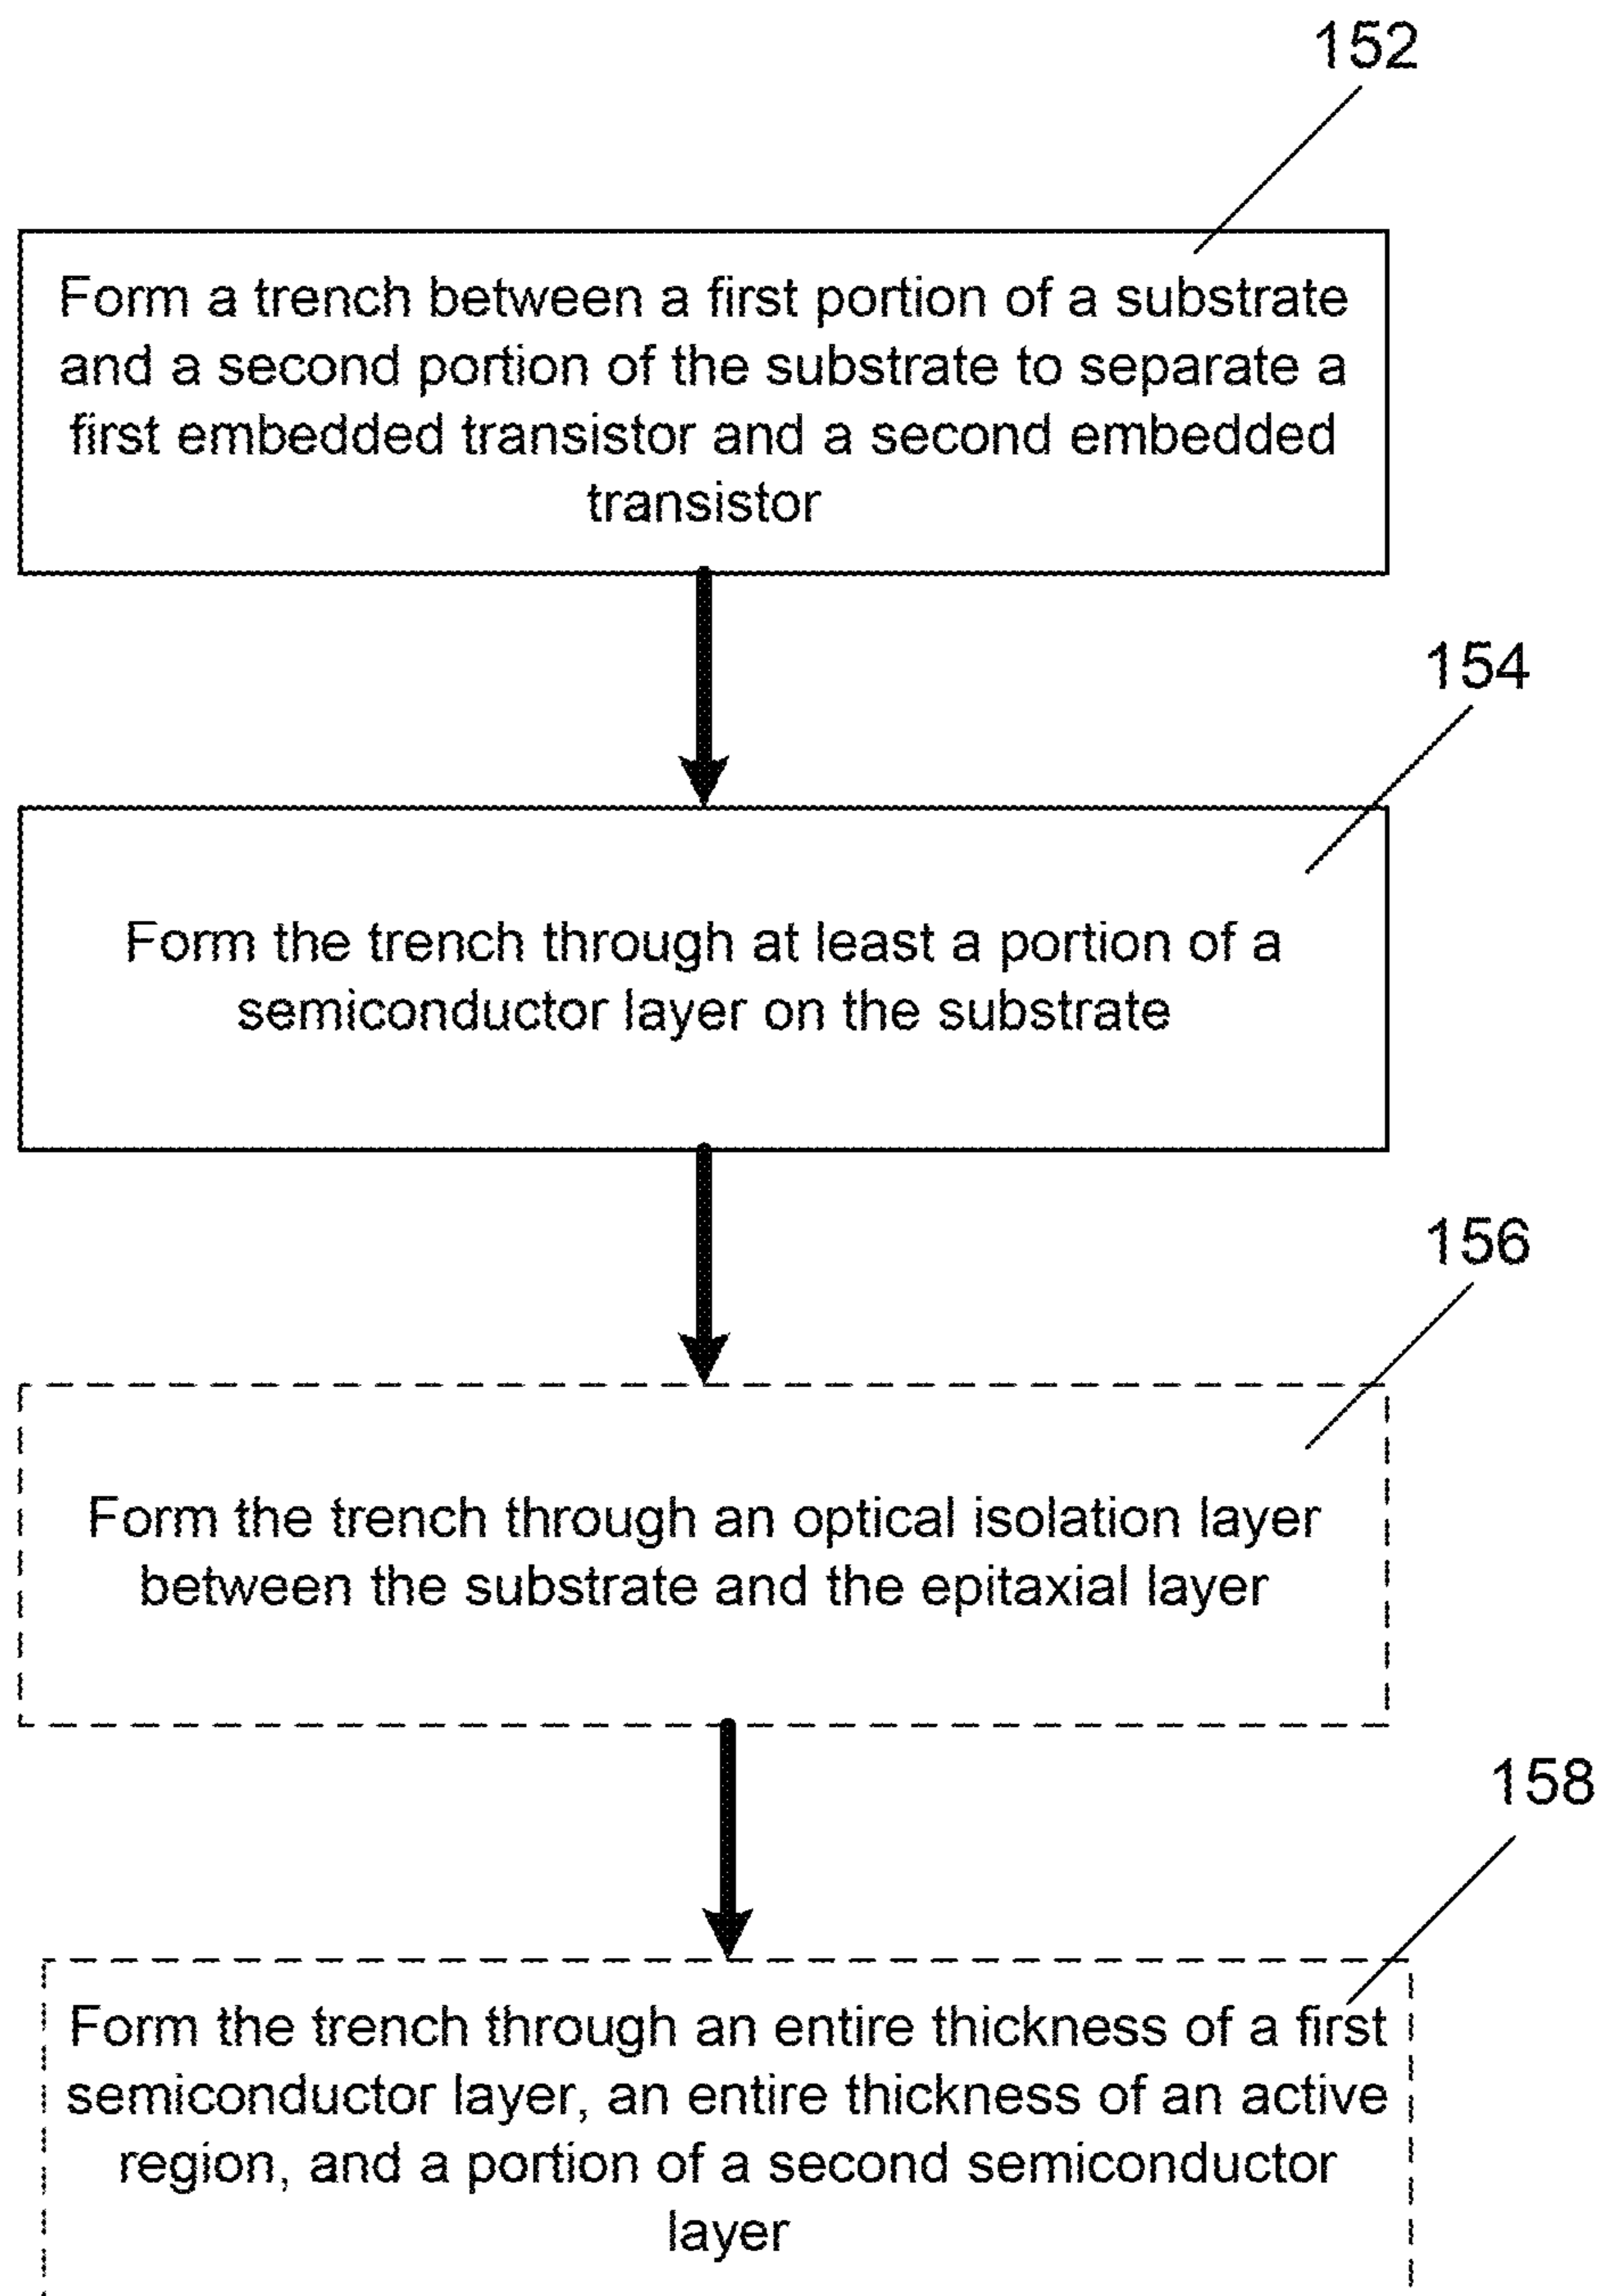 152
Form a trench between a first portion of a substrate
and a second portion of the substrate to separate a
first embedded transistor and a second embedded
transistor
154
Form the trench through at least a portion of a
semiconductor layer on the substrate
156
Form the trench through an optical isolation layer
between the substrate and the epitaxial layer
158
Form the trench through an entire thickness of a first
semiconductor layer, an entire thickness of an active
region, and a portion of a second semiconductor
layer